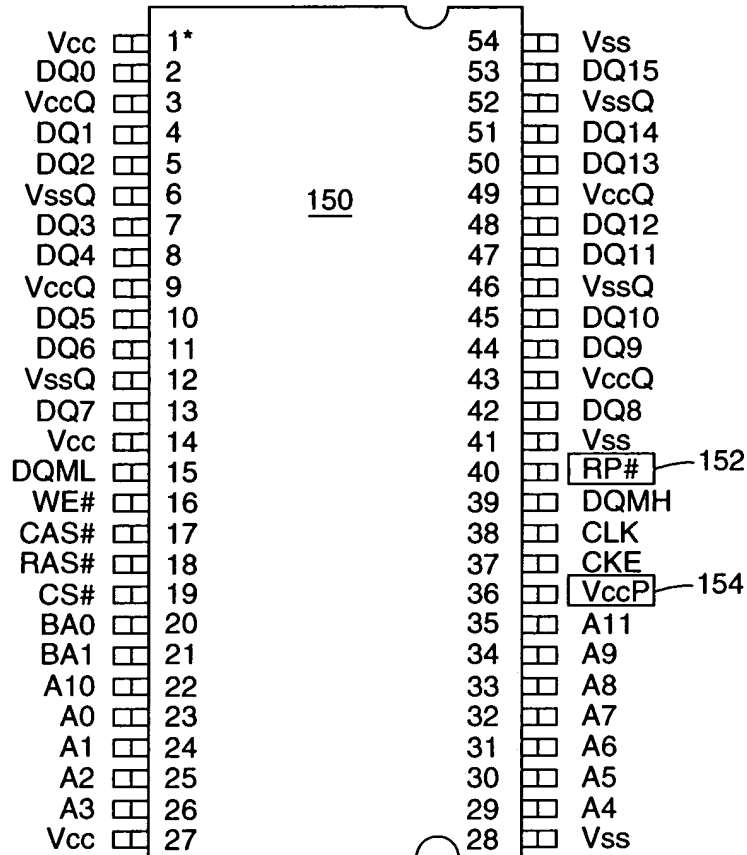 Vcc 1* 54 Vss
DQ0 2 53 DQ15
VccQ 3 52 VssQ
DQ1 4 51 DQ14
DQ2 5 50 DQ13
VssQ 6 150 49 VccQ
DQ3 7 48 DQ12
DQ4 8 47 DQ11
VccQ 9 46 VssQ
DQ5 10 45 DQ10
DQ6 11 44 DQ9
VssQ 12 43 VccQ
DQ7 13 42 DQ8
Vcc 14 41 Vss
DQML 15 40 RP# 152
WE# 16 39 DQMH
CAS# 17 38 CLK
RAS# 18 37 CKE
CS# 19 36 VccP 154
BA0 20 35 A11
BA1 21 34 A9
A10 22 33 A8
A0 23 32 A7
A1 24 31 A6
A2 25 30 A5
A3 26 29 A4
Vcc 27 28 Vss